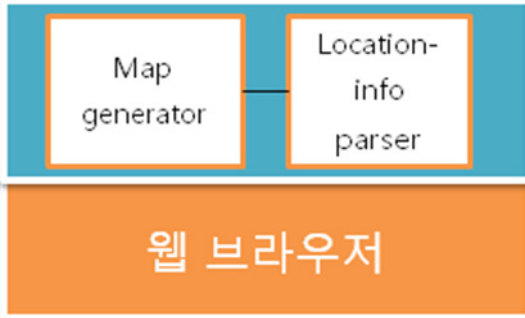 Map
generator
Location-
info
parser
웹 브라우저